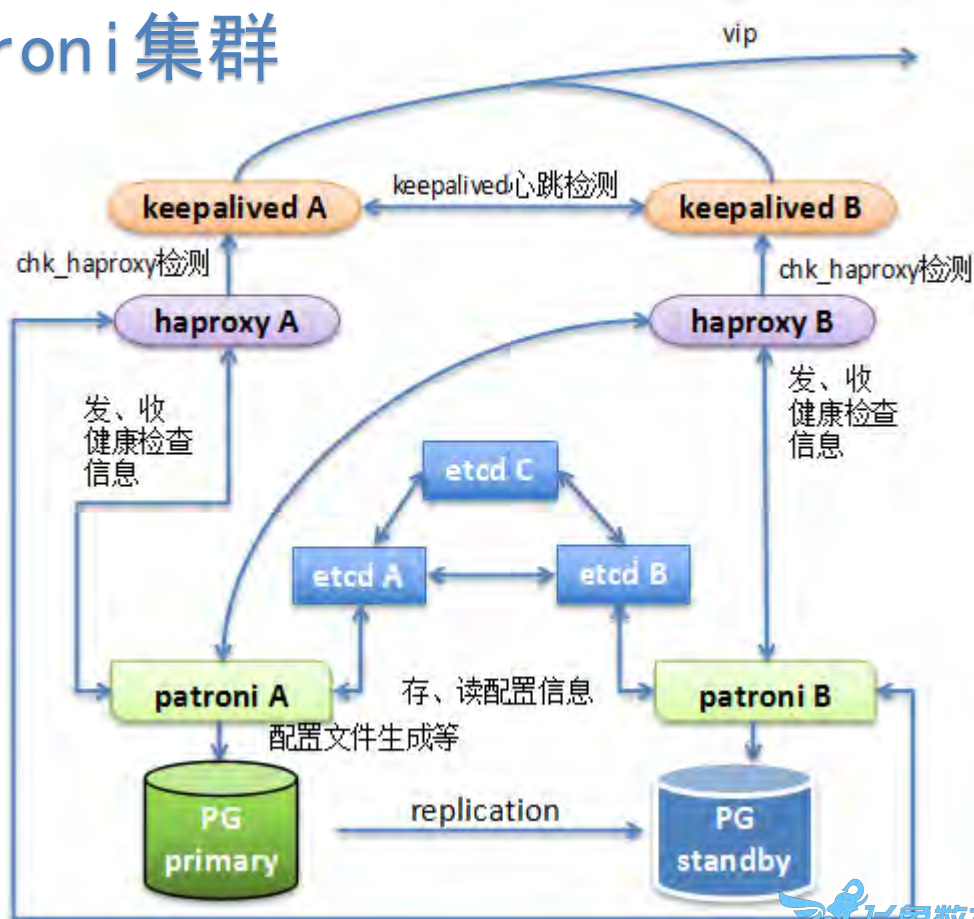 roni集群
vip
keepalived A
keepalived心跳检测
keepalived B
chk_haproxy检测
chk_haproxy检测
haproxy A
haproxy B
发、收
健康检查
信息
发、收
健康检查
信息
etcd C
etcd A
etcd B
patroni A
存、读配置信息
patroni B
配置文件生成等
PG
primary
replication
PG
standby